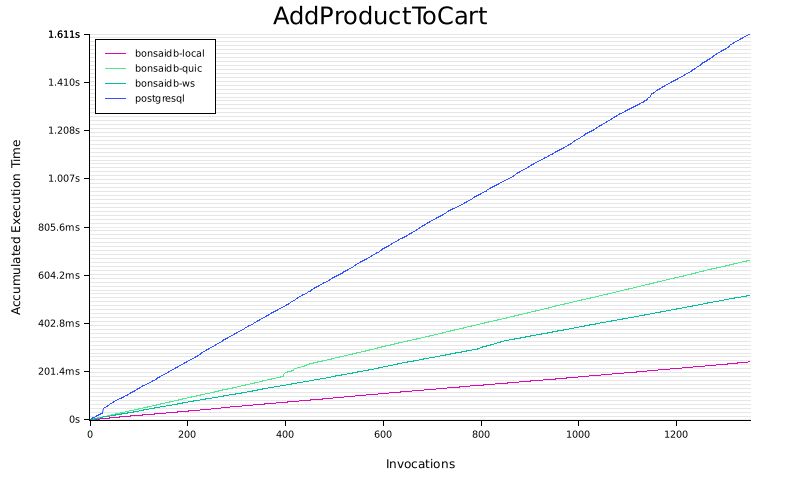 AddProductToCart
1.611s
bonsaidb-local
bonsaidb-quic
bonsaidb-ws
postgresql
1.410s
1.208s
1.007s
805.6ms
604.2ms
402.8ms
201.4ms
0s
Accumulated Execution Time
0 200 400 600 800 1000 1200
Invocations